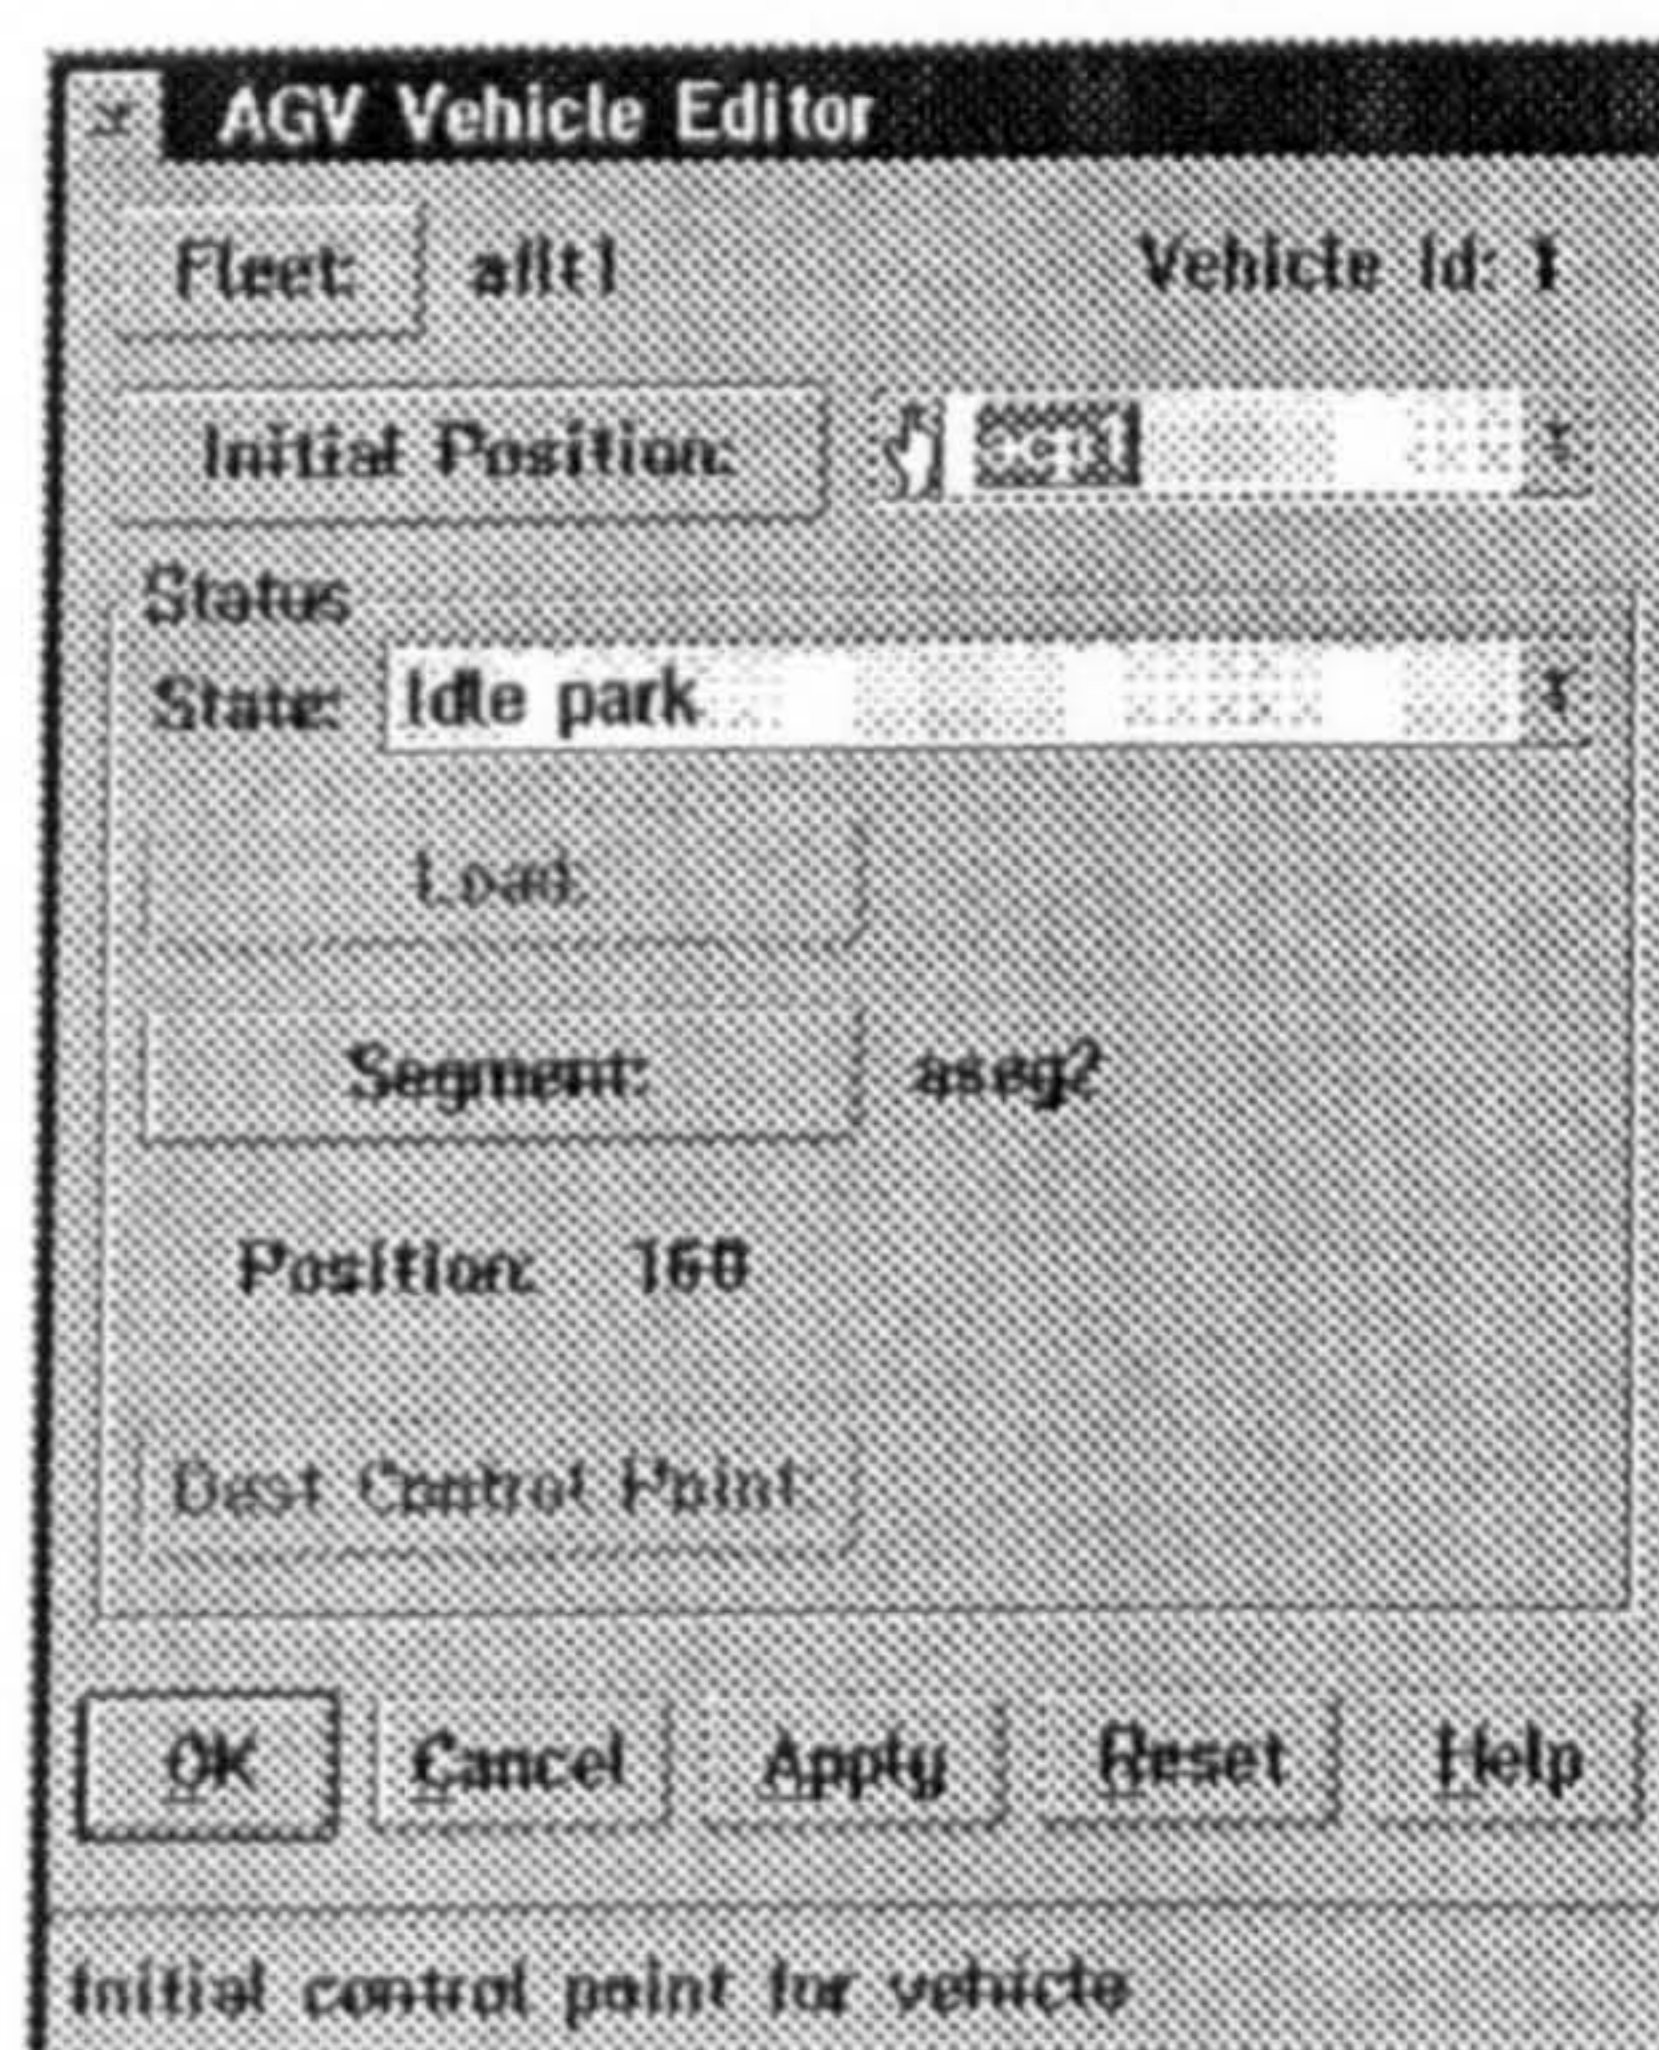 AGV Vehicle Editor
Fleet: aflt1 Vehicle Id: 1
Initial Position:
Status
State: Idle park
Load:
Segment: aseg2
Position: 160
Dest Control Point:
OK Cancel Apply Reset Help
Initial control point for vehicle